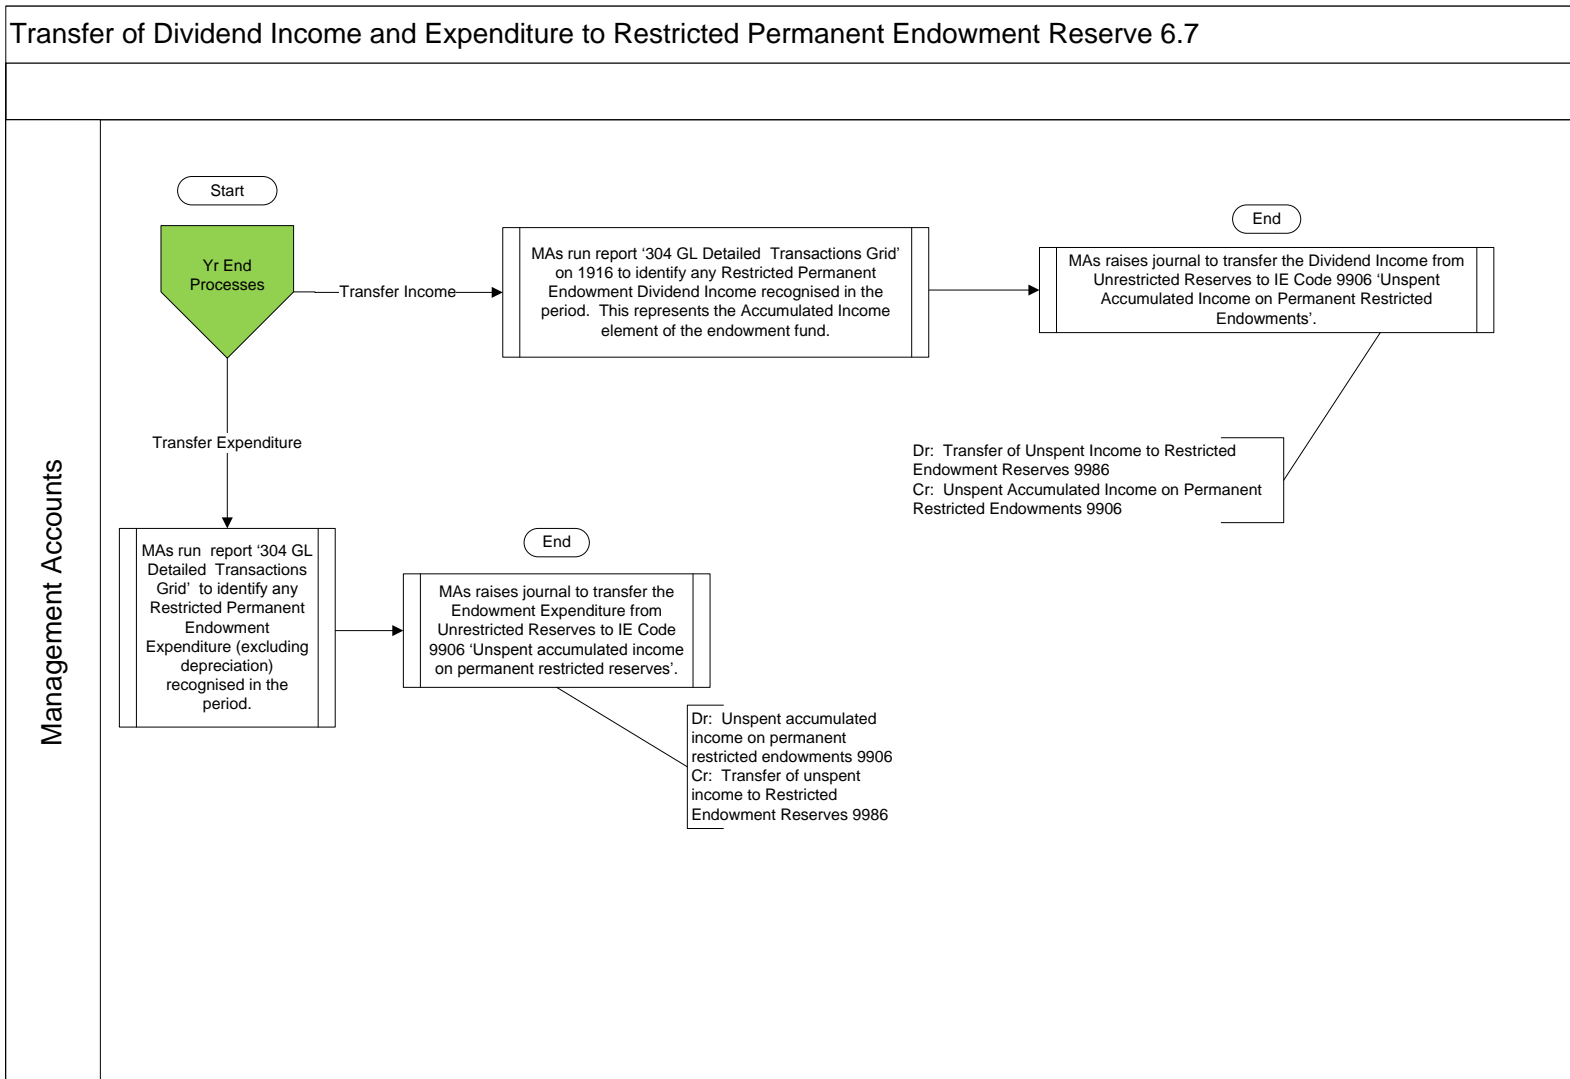 Transfer of Dividend Income and Expenditure to Restricted Permanent Endowment Reserve 6.7
Management Accounts
Start
Yr End
Processes
Transfer Income
MAs run report ‘304 GL Detailed  Transactions Grid’
on 1916 to identify any Restricted Permanent
Endowment Dividend Income recognised in the
period.  This represents the Accumulated Income
element of the endowment fund.
End
MAs raises journal to transfer the Dividend Income from
Unrestricted Reserves to IE Code 9906 ‘Unspent
Accumulated Income on Permanent Restricted
Endowments’.
Dr:  Transfer of Unspent Income to Restricted
Endowment Reserves 9986
Cr:  Unspent Accumulated Income on Permanent
Restricted Endowments 9906
Transfer Expenditure
MAs run  report ‘304 GL
Detailed  Transactions
Grid’  to identify any
Restricted Permanent
Endowment
Expenditure (excluding
depreciation)
recognised in the
period.
End
MAs raises journal to transfer the
Endowment Expenditure from
Unrestricted Reserves to IE Code
9906 ‘Unspent accumulated income
on permanent restricted reserves’.
Dr:  Unspent accumulated
income on permanent
restricted endowments 9906
Cr:  Transfer of unspent
income to Restricted
Endowment Reserves 9986